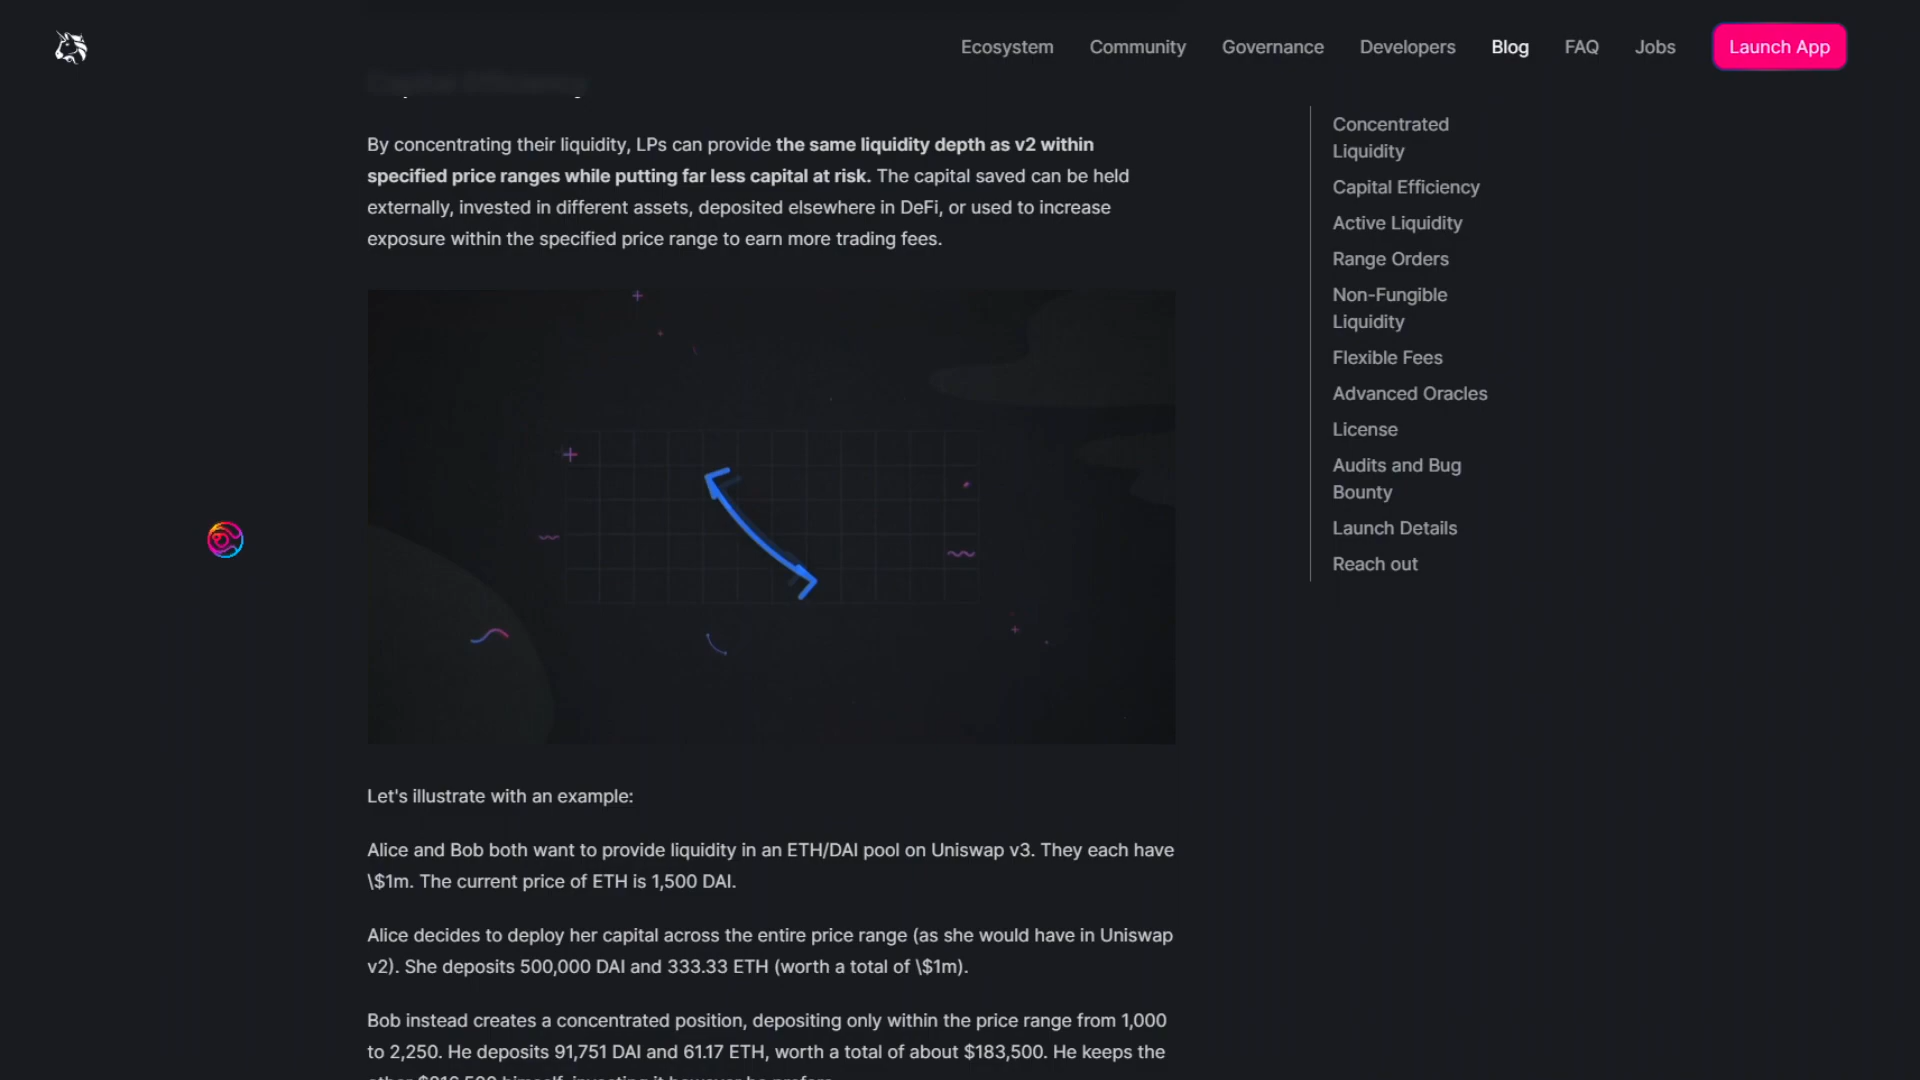 Ecosystem Community Governance Developers Blog FAQ Jobs Launch App
By concentrating their liquidity, LPs can provide the same liquidity depth as v2 within
specified price ranges while putting far less capital at risk. The capital saved can be held
externally, invested in different assets, deposited elsewhere in DeFi, or used to increase
exposure within the specified price range to earn more trading fees.
Let's illustrate with an example:
Alice and Bob both want to provide liquidity in an ETH/DAI pool on Uniswap v3. They each have
\$1m. The current price of ETH is 1,500 DAI.
Alice decides to deploy her capital across the entire price range (as she would have in Uniswap
v2). She deposits 500,000 DAI and 333.33 ETH (worth a total of \$1m).
Bob instead creates a concentrated position, depositing only within the price range from 1,000
to 2,250. He deposits 91,751 DAI and 61.17 ETH, worth a total of about $183,500. He keeps the
Concentrated
Liquidity
Capital Efficiency
Active Liquidity
Range Orders
Non-Fungible
Liquidity
Flexible Fees
Advanced Oracles
License
Audits and Bug
Bounty
Launch Details
Reach out